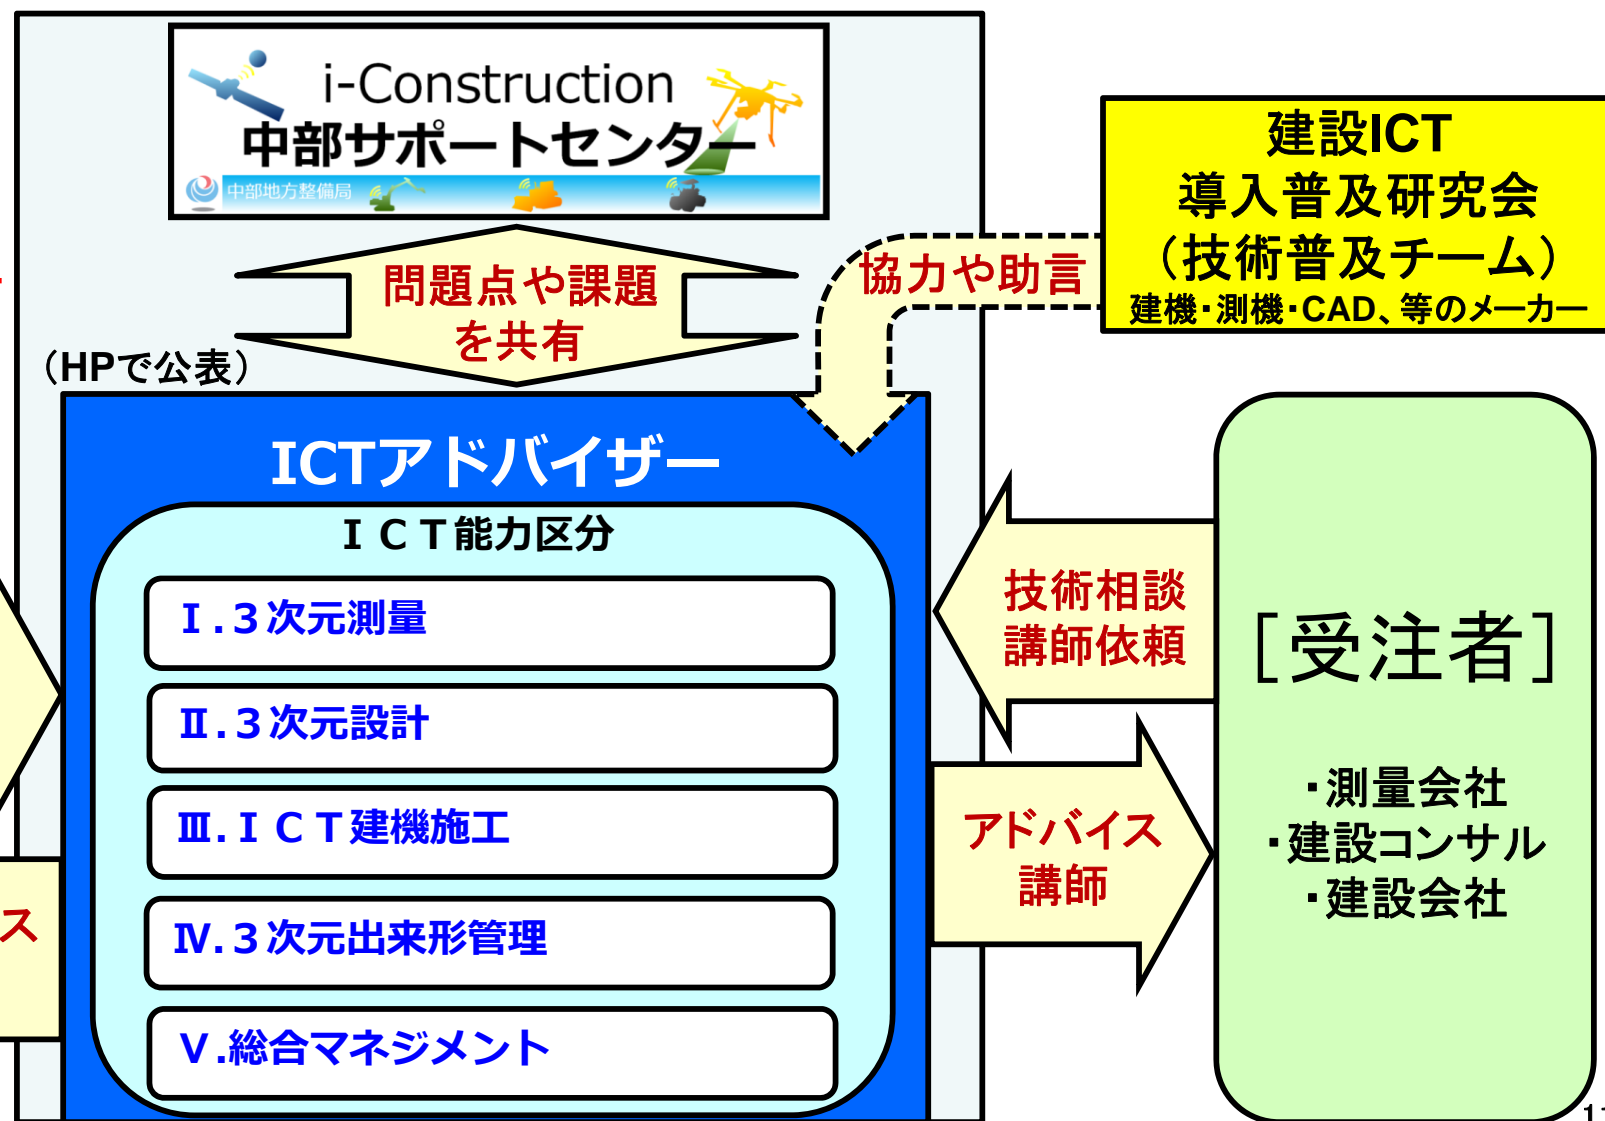 i-Construction
中部サポートセンター
中部地方整備局
建設ICT
導入普及研究会
（技術普及チーム）
建機・測機・CAD、等のメーカー
問題点や課題
を共有
協力や助言
（HPで公表）
ICTアドバイザー
ＩＣＴ能力区分
Ⅰ.３次元測量
Ⅱ.３次元設計
Ⅲ.ＩＣＴ建機施工
Ⅳ.３次元出来形管理
Ⅴ.総合マネジメント
技術相談
講師依頼
アドバイス
講師
［受注者］
・測量会社
・建設コンサル
・建設会社
ス